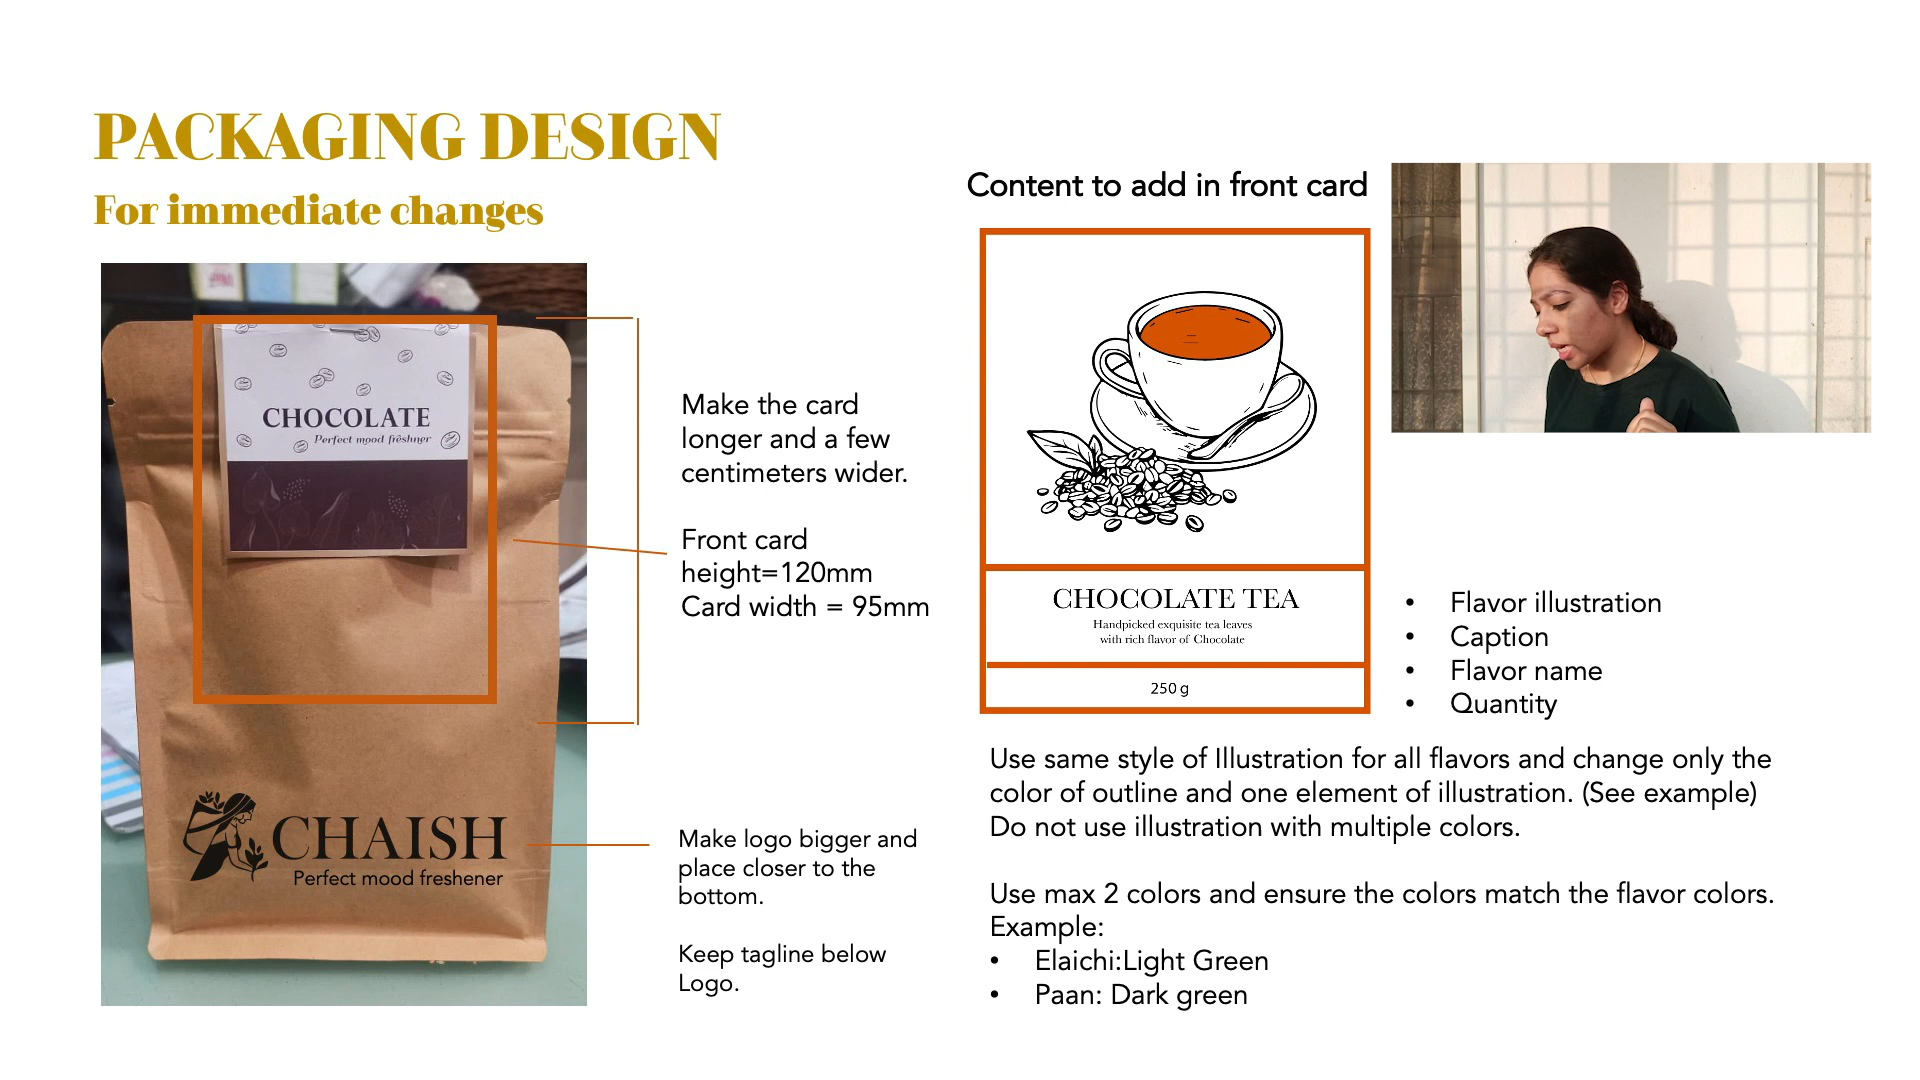 PACKAGING DESIGN
For immediate changes
CHOCOLATE
Perfect mood freshner
CHAISH
Perfect mood freshener
Make the card
longer and a few
centimeters wider.
Front card
height=120mm
Card width = 95mm
Make logo bigger and
place closer to the
bottom.
Keep tagline below
Logo.
Content to add in front card
CHOCOLATE TEA
Handpicked exquisite tea leaves
with rich flavor of Chocolate
250 g
• Flavor illustration
• Caption
• Flavor name
• Quantity
Use same style of Illustration for all flavors and change only the
color of outline and one element of illustration. (See example)
Do not use illustration with multiple colors.
Use max 2 colors and ensure the colors match the flavor colors.
Example:
• Elaichi:Light Green
• Paan: Dark green